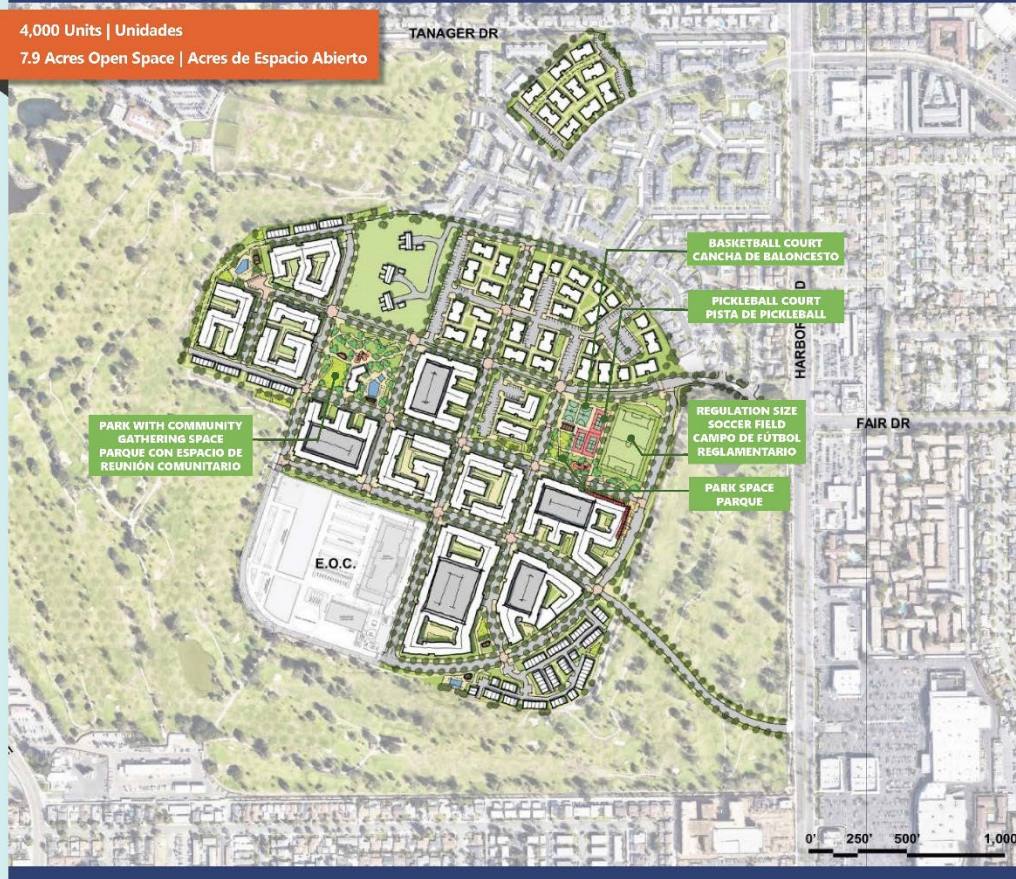 4,000 Units | Unidades
7.9 Acres Open Space | Acres de Espacio Abierto
TANAGER DR
BASKETBALL COURT
CANCHA DE BALONCESTO
PICKLEBALL COURT
PISTA DE PICKLEBALL
HARBOR
D
REGULATION SIZE
SOCCER FIELD
CAMPO DE FÚTBOL
REGLAMENTARIO
FAIR DR
PARK WITH COMMUNITY
GATHERING SPACE
PARQUE CON ESPACIO DE
REUNIÓN COMUNITARIO
PARK SPACE
PARQUE
E.O.C.
0' 250' 500' 1,000